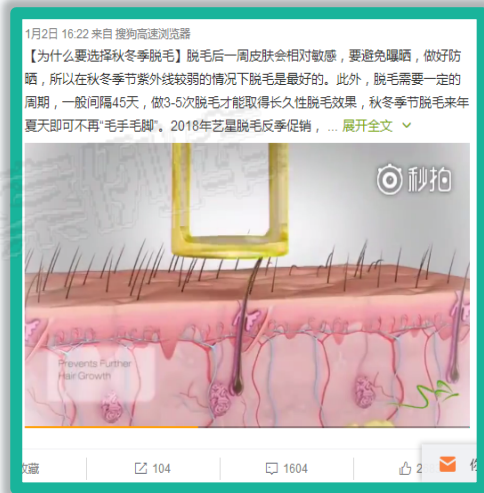 1月2日 16:22 来自 搜狗高速浏览器
【为什么要选择秋冬季脱毛】脱毛后一周皮肤会相对敏感，要避免曝晒，做好防
晒，所以在秋冬季节紫外线较弱的情况下脱毛是最好的。此外，脱毛需要一定的
周期，一般间隔45天，做3-5次脱毛才能取得长久性脱毛效果，秋冬季节脱毛来年
夏天即可不再“毛手毛脚”。2018年艺星脱毛反季促销， ... 展开全文
秒拍
Prevents Further
Hair Growth
收藏
104
1604
2
你